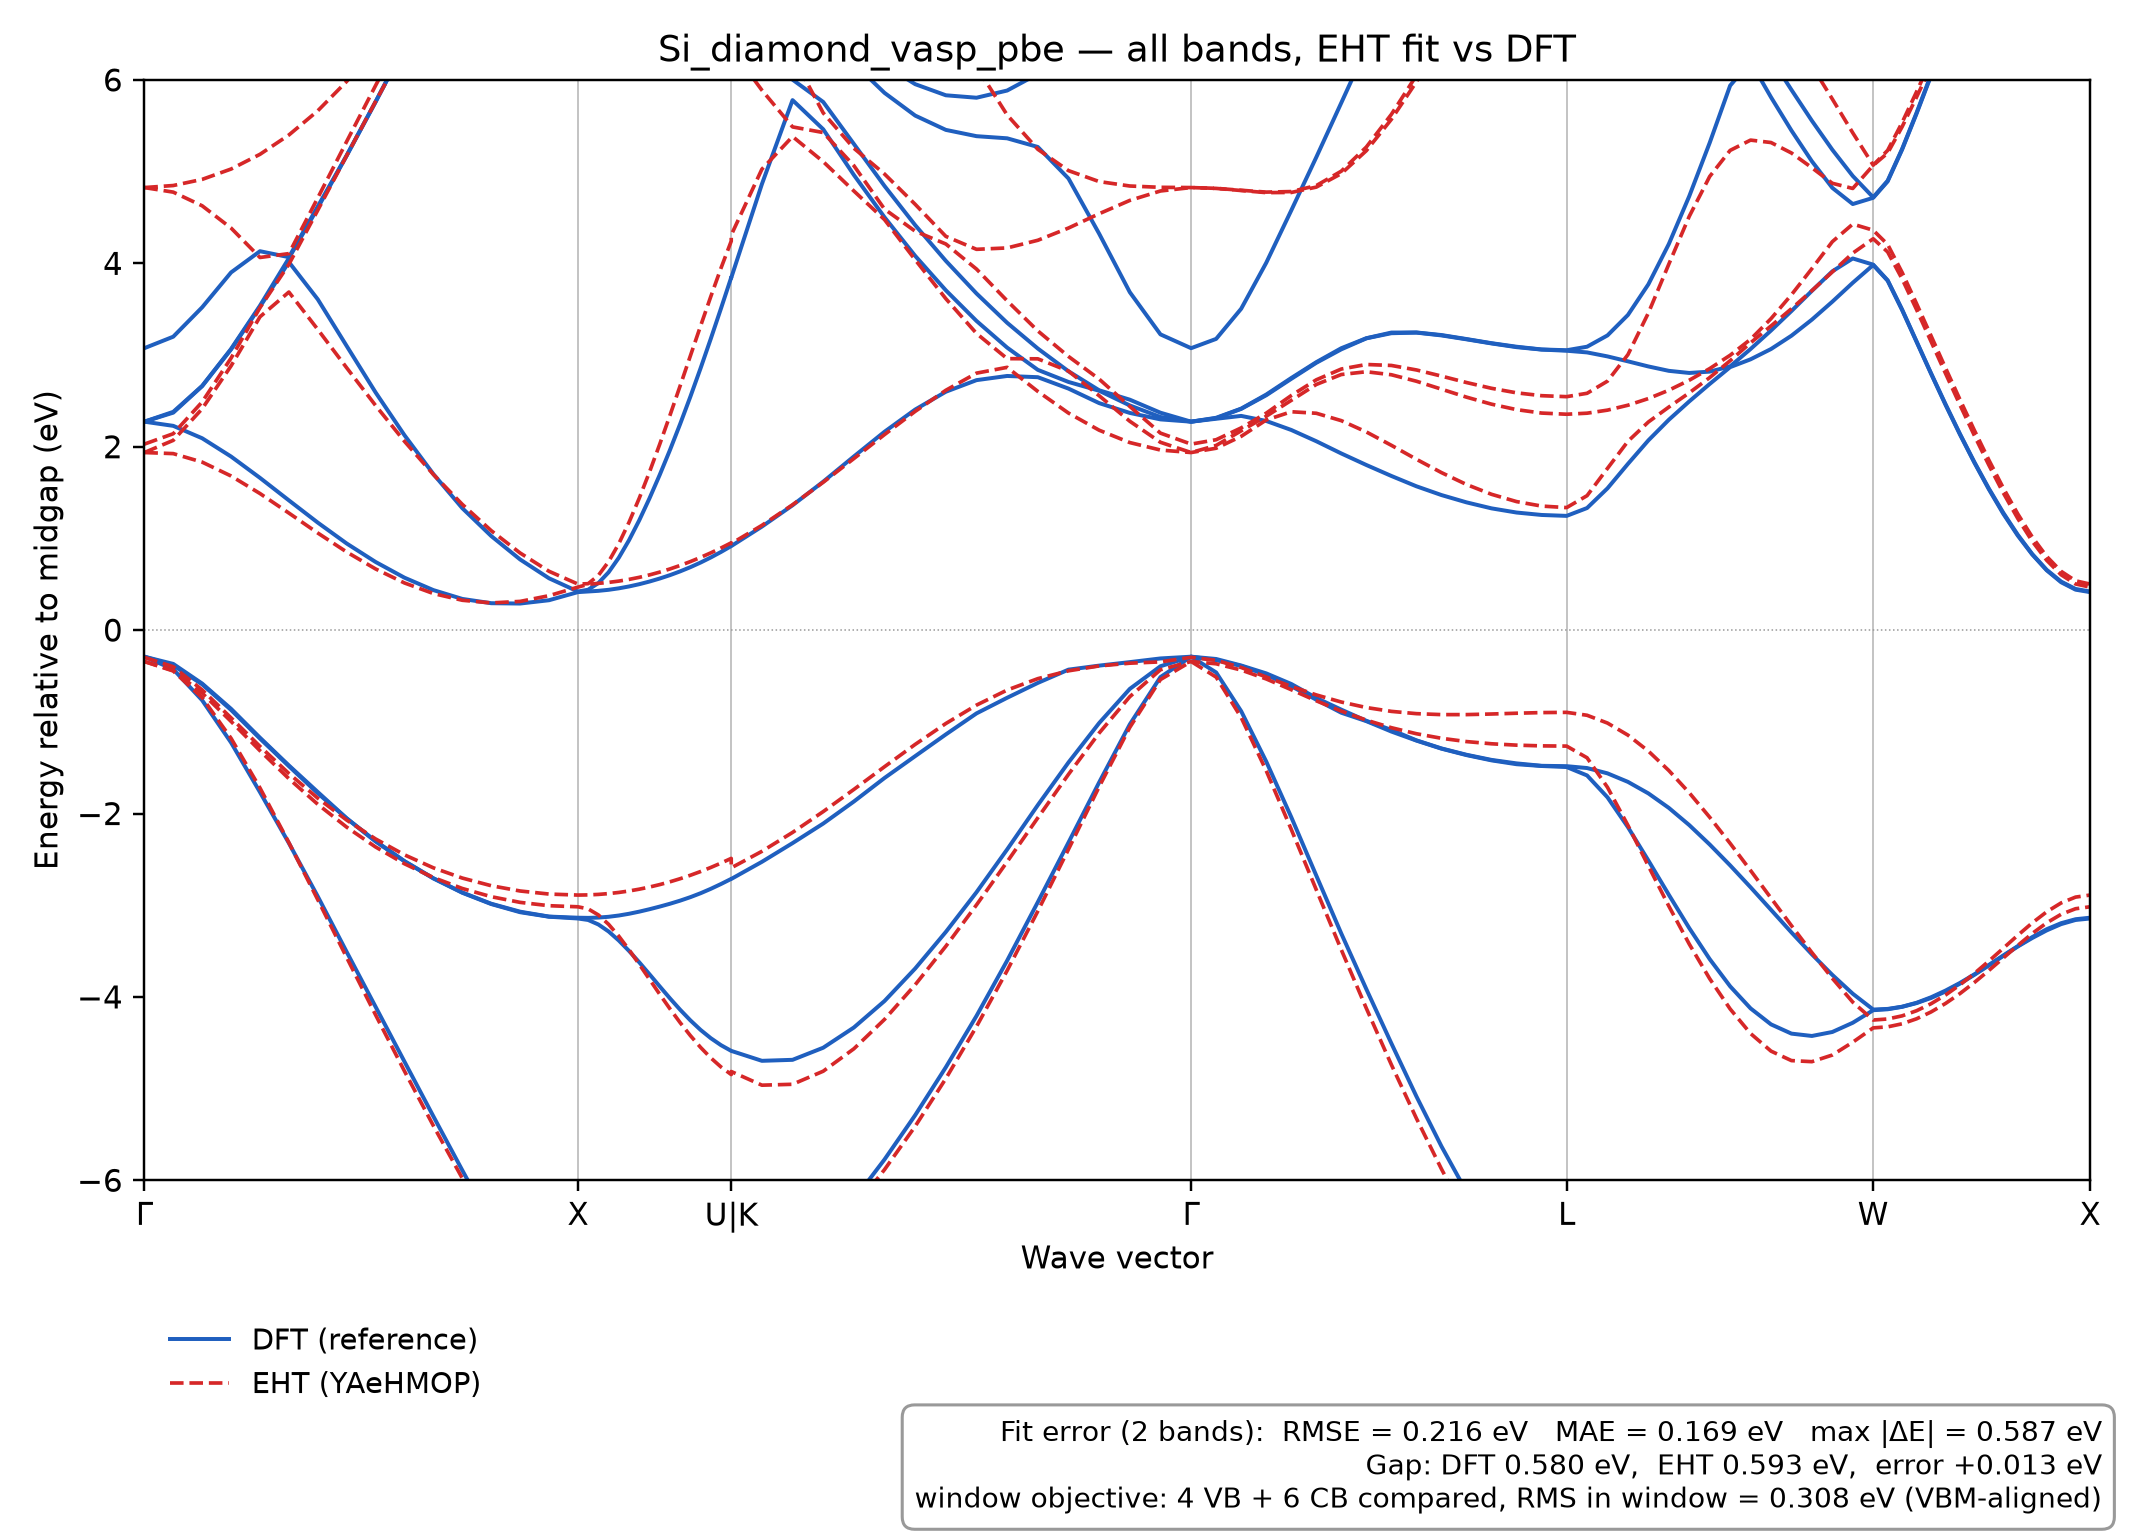 Si_diamond_vasp_pbe — all bands, EHT fit vs DFT
Energy relative to midgap (eV)
6
4
2
0
−2
−4
−6
Γ X U|K Γ L W X
Wave vector
DFT (reference)
EHT (YAeHMOP)
Fit error (2 bands): RMSE = 0.216 eV MAE = 0.169 eV max |ΔE| = 0.587 eV
Gap: DFT 0.580 eV, EHT 0.593 eV, error +0.013 eV
window objective: 4 VB + 6 CB compared, RMS in window = 0.308 eV (VBM-aligned)